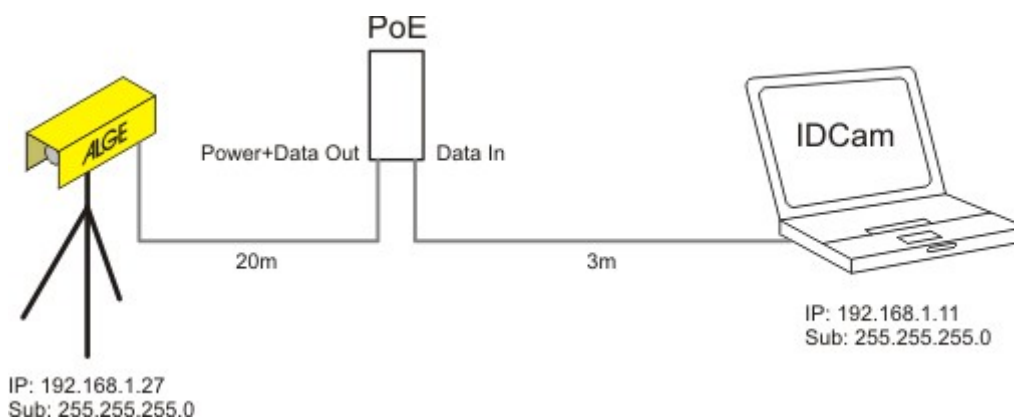 PoE
ALGE
Power+Data Out
Data In
IDCam
20m
3m
IP: 192.168.1.11
Sub: 255.255.255.0
IP: 192.168.1.27
Sub: 255.255.255.0